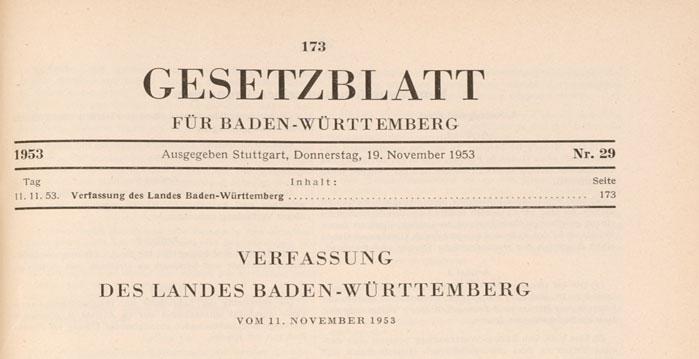 173
GESETZBLATT
FÜR BADEN-WÜRTTEMBERG
1953 Ausgegeben Stuttgart, Donnerstag, 19. November 1953 Nr. 29
Tag Inhalt: Seite
11. 11. 53. Verfassung des Landes Baden-Württemberg ........................................ 173
VERFASSUNG
DES LANDES BADEN-WÜRTTEMBERG
VOM 11. NOVEMBER 1953